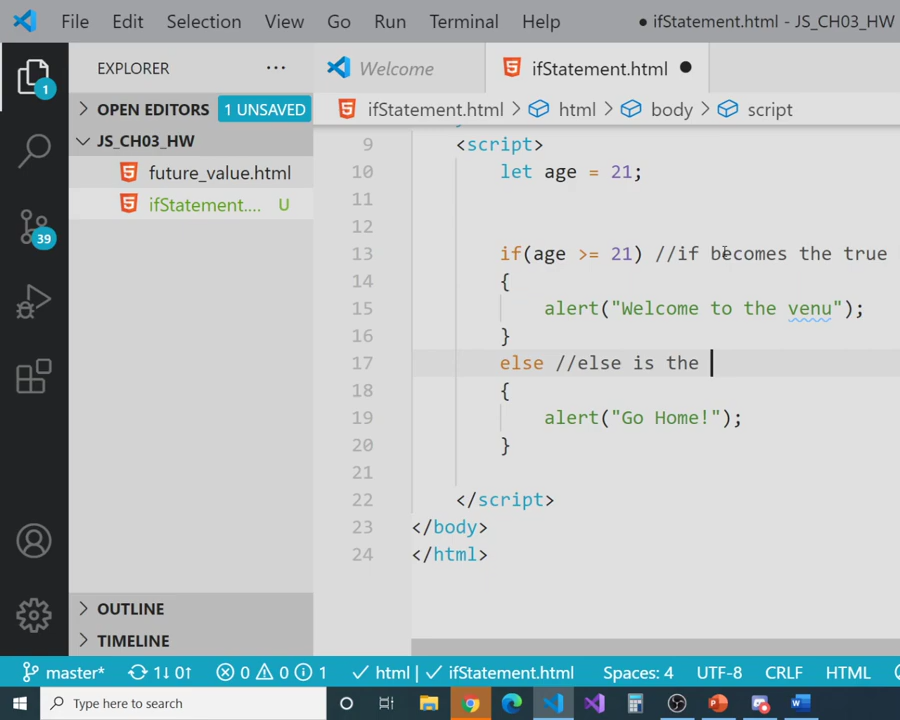 File Edit Selection View Go Run Terminal Help ● ifStatement.html - JS_CH03_HW
EXPLORER ··· Welcome ifStatement.html ●
1
> OPEN EDITORS 1 UNSAVED ifStatement.html > html > body > script
JS_CH03_HW
future_value.html
ifStatement.... U
39
9 <script>
10 let age = 21;
11
12
13 if(age >= 21) //if becomes the true
14 {
15 alert("Welcome to the venu");
16 }
17 else //else is the
18 {
19 alert("Go Home!");
20 }
21
22 </script>
23 </body>
24 </html>
> OUTLINE
> TIMELINE
master* 1↓ 0↑ 0 0 1 ✓ html | ✓ ifStatement.html Spaces: 4 UTF-8 CRLF HTML
Type here to search